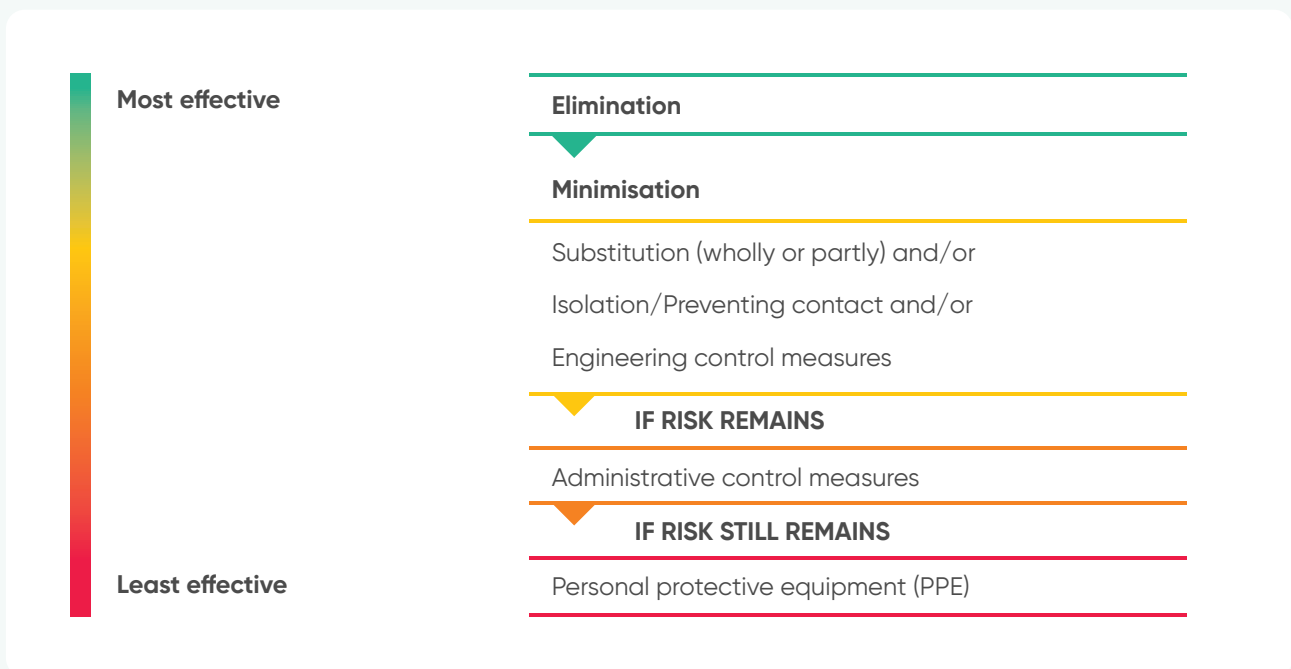 Most effective
Elimination
Minimisation
Substitution (wholly or partly) and/or
Isolation/Preventing contact and/or
Engineering control measures
IF RISK REMAINS
Administrative control measures
IF RISK STILL REMAINS
Least effective
Personal protective equipment (PPE)